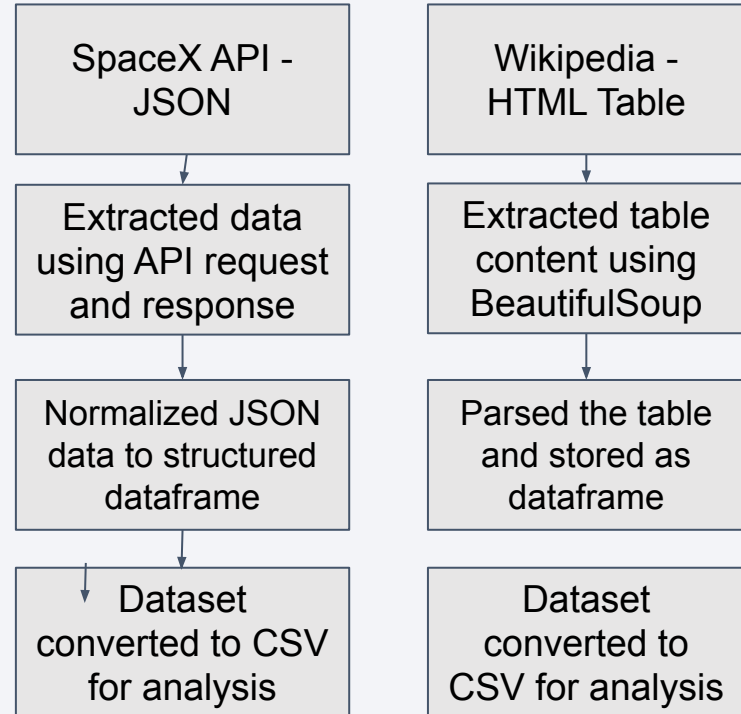 SpaceX API -
JSON
Extracted data
using API request
and response
Normalized JSON
data to structured
dataframe
Dataset
converted to CSV
for analysis
Wikipedia -
HTML Table
Extracted table
content using
BeautifulSoup
Parsed the table
and stored as
dataframe
Dataset
converted to
CSV for analysis